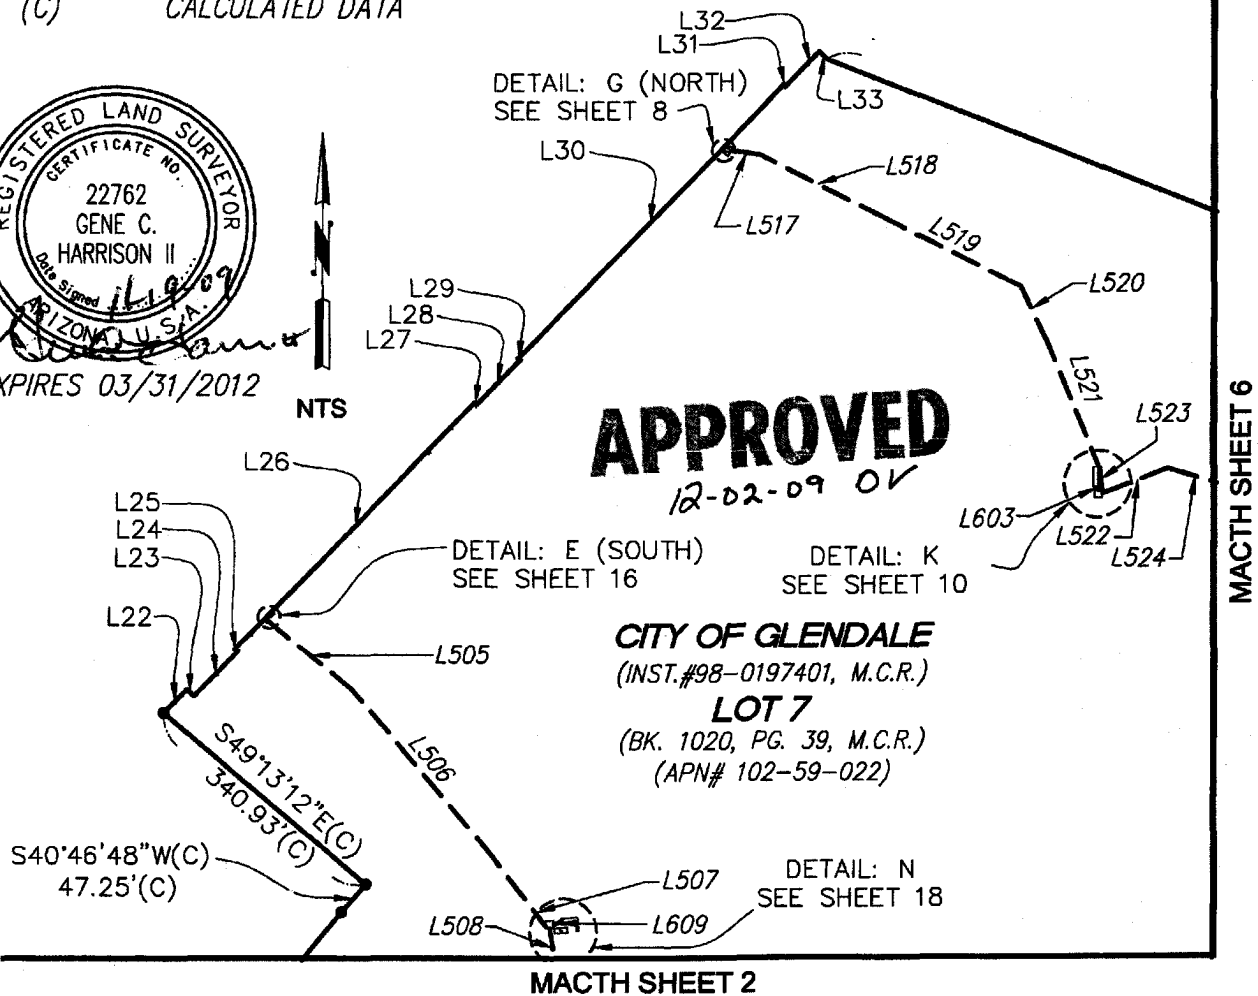 (C) CALCULATED DATA
REGISTERED LAND SURVEYOR
CERTIFICATE NO.
22762
GENE C.
HARRISON II
Date Signed
ARIZONA, U.S.A.
XPIRES 03/31/2012
NTS
L32
L31
DETAIL: G (NORTH)
SEE SHEET 8
L33
L30
L518
L517
L519
L520
L29
L28
L27
L521
L523
APPROVED
12-02-09 OV
L26
L25
L24
L23
L22
DETAIL: E (SOUTH)
SEE SHEET 16
L603
L522
L524
DETAIL: K
SEE SHEET 10
MACTH SHEET 6
CITY OF GLENDALE
(INST.#98-0197401, M.C.R.)
LOT 7
(BK. 1020, PG. 39, M.C.R.)
(APN# 102-59-022)
L505
L506
S49°13'12"E(C)
340.93'(C)
S40°46'48"W(C)
47.25'(C)
DETAIL: N
SEE SHEET 18
L507
L508
L609
MACTH SHEET 2